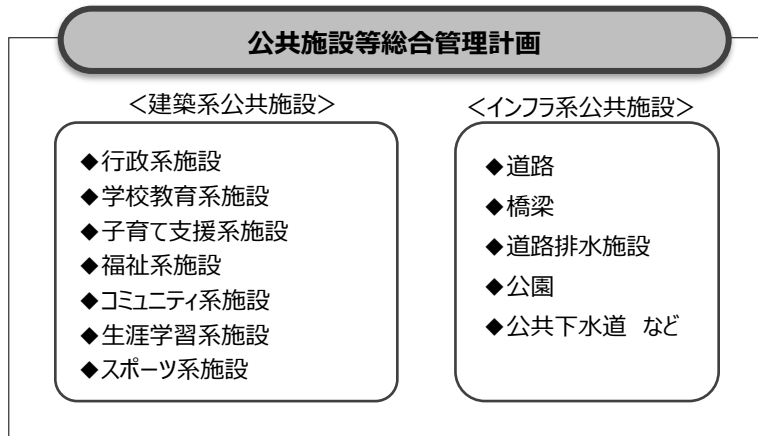 公共施設等総合管理計画
＜建築系公共施設＞
◆行政系施設
◆学校教育系施設
◆子育て支援系施設
◆福祉系施設
◆コミュニティ系施設
◆生涯学習系施設
◆スポーツ系施設
＜インフラ系公共施設＞
◆道路
◆橋梁
◆道路排水施設
◆公園
◆公共下水道　など